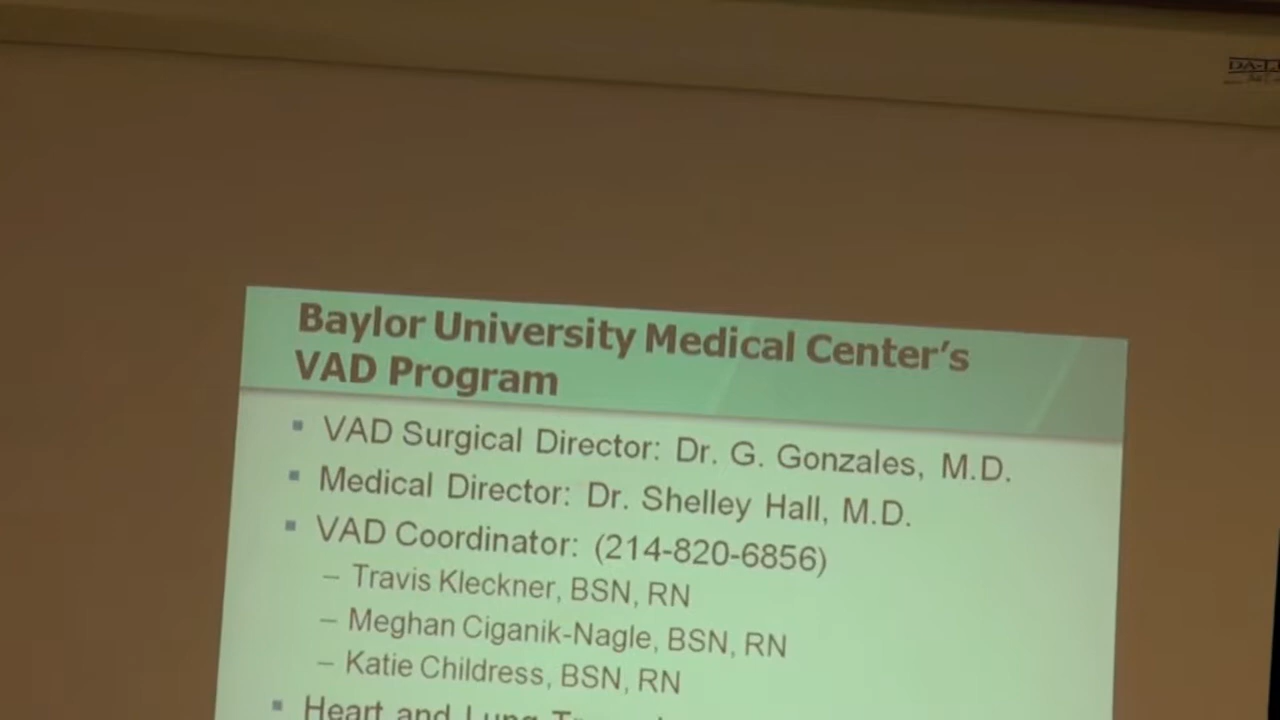 Baylor University Medical Center's
VAD Program
▪ VAD Surgical Director: Dr. G. Gonzales, M.D.
▪ Medical Director: Dr. Shelley Hall, M.D.
▪ VAD Coordinator: (214-820-6856)
– Travis Kleckner, BSN, RN
– Meghan Ciganik-Nagle, BSN, RN
– Katie Childress, BSN, RN
▪ Heart and Lung